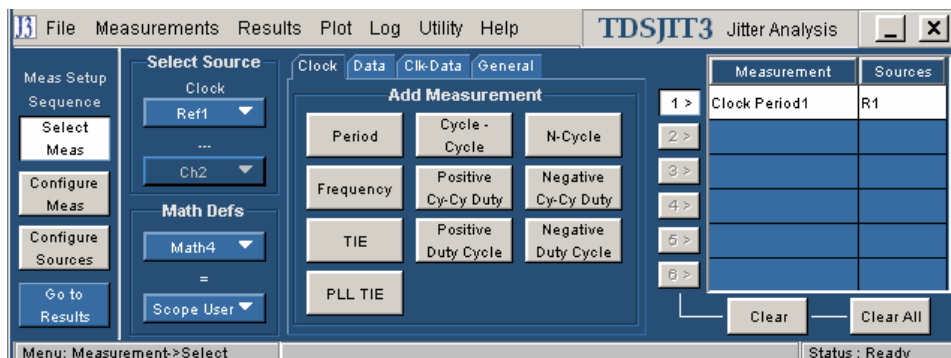 J3 File Measurements Results Plot Log Utility Help TDSJIT3 Jitter Analysis _ X
Meas Setup
Sequence
Select
Meas
Configure
Meas
Configure
Sources
Go to
Results
Select Source
Clock
Ref1
---
Ch2
Math Defs
Math4
=
Scope User
Clock Data Clk-Data General
Add Measurement
Period
Cycle -
Cycle
N-Cycle
Frequency
Positive
Cy-Cy Duty
Negative
Cy-Cy Duty
TIE
Positive
Duty Cycle
Negative
Duty Cycle
PLL TIE
1 >
2 >
3 >
4 >
5 >
6 >
Measurement Sources
Clock Period1 R1
Clear Clear All
Menu: Measurement->Select Status : Ready